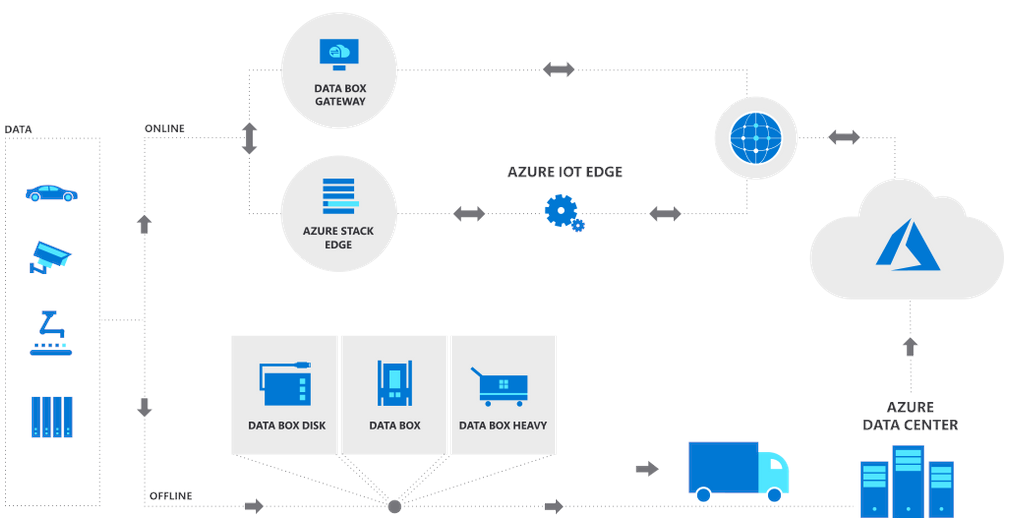 DATA
ONLINE
DATA BOX
GATEWAY
AZURE STACK
EDGE
AZURE IOT EDGE
DATA BOX DISK
DATA BOX
DATA BOX HEAVY
OFFLINE
AZURE
DATA CENTER